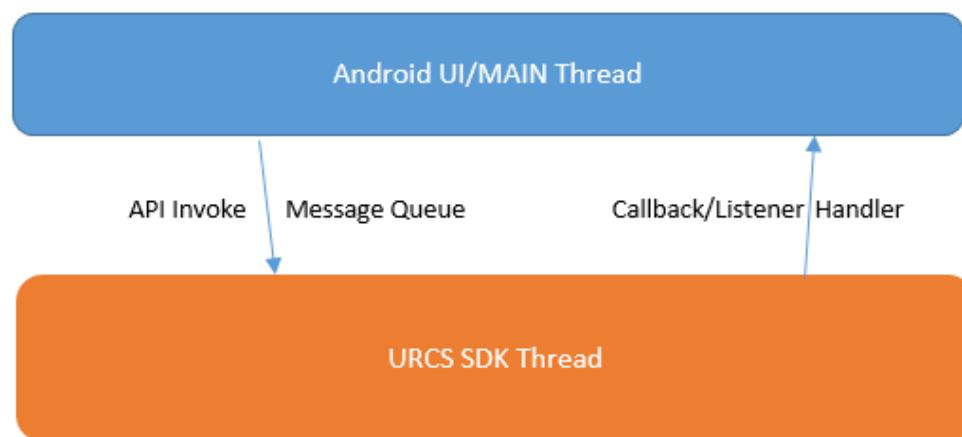 Android UI/MAIN Thread
API Invoke Message Queue Callback/Listener Handler
URCS SDK Thread